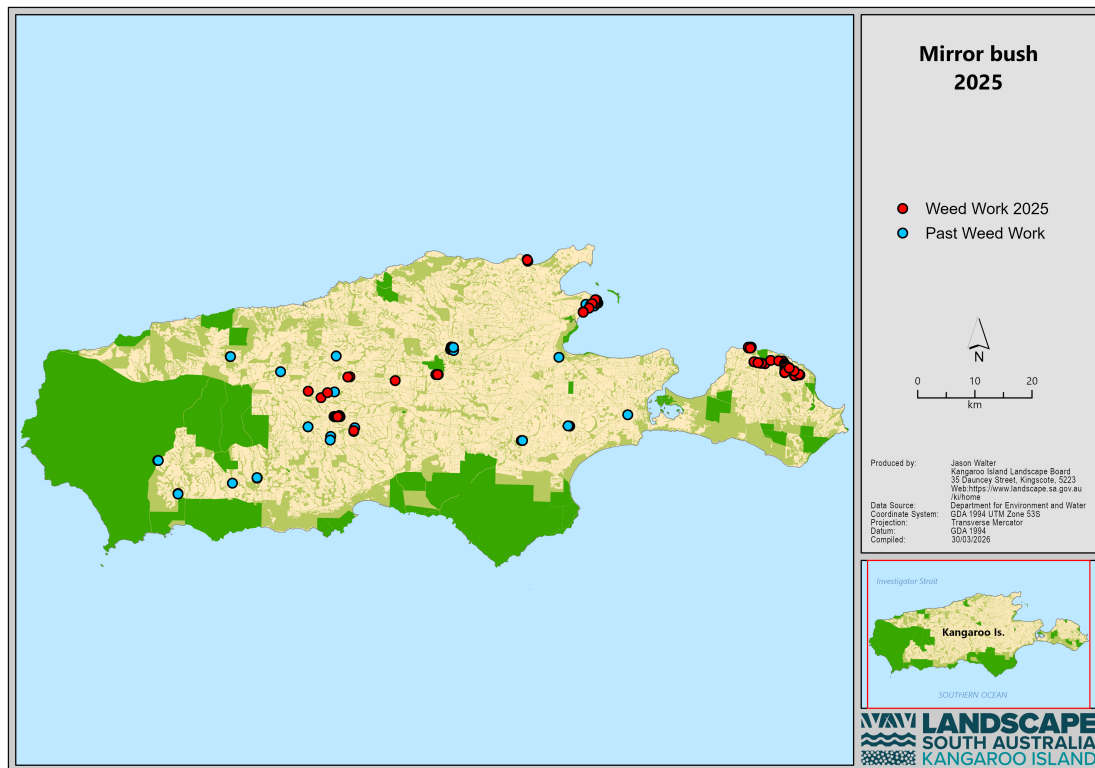 Mirror bush
2025
Weed Work 2025
Past Weed Work
N
0 10 20
km
Produced by: Jason Walter
Kangaroo Island Landscape Board
35 Dauncey Street, Kingscote, 5223
Web:https://www.landscape.sa.gov.au
/ki/home
Data Source: Department for Environment and Water
Coordinate System: GDA 1994 UTM Zone 53S
Projection: Transverse Mercator
Datum: GDA 1994
Compiled: 30/03/2026
Investigator Strait
Kangaroo Is.
SOUTHERN OCEAN
LANDSCAPE
SOUTH AUSTRALIA
KANGAROO ISLAND